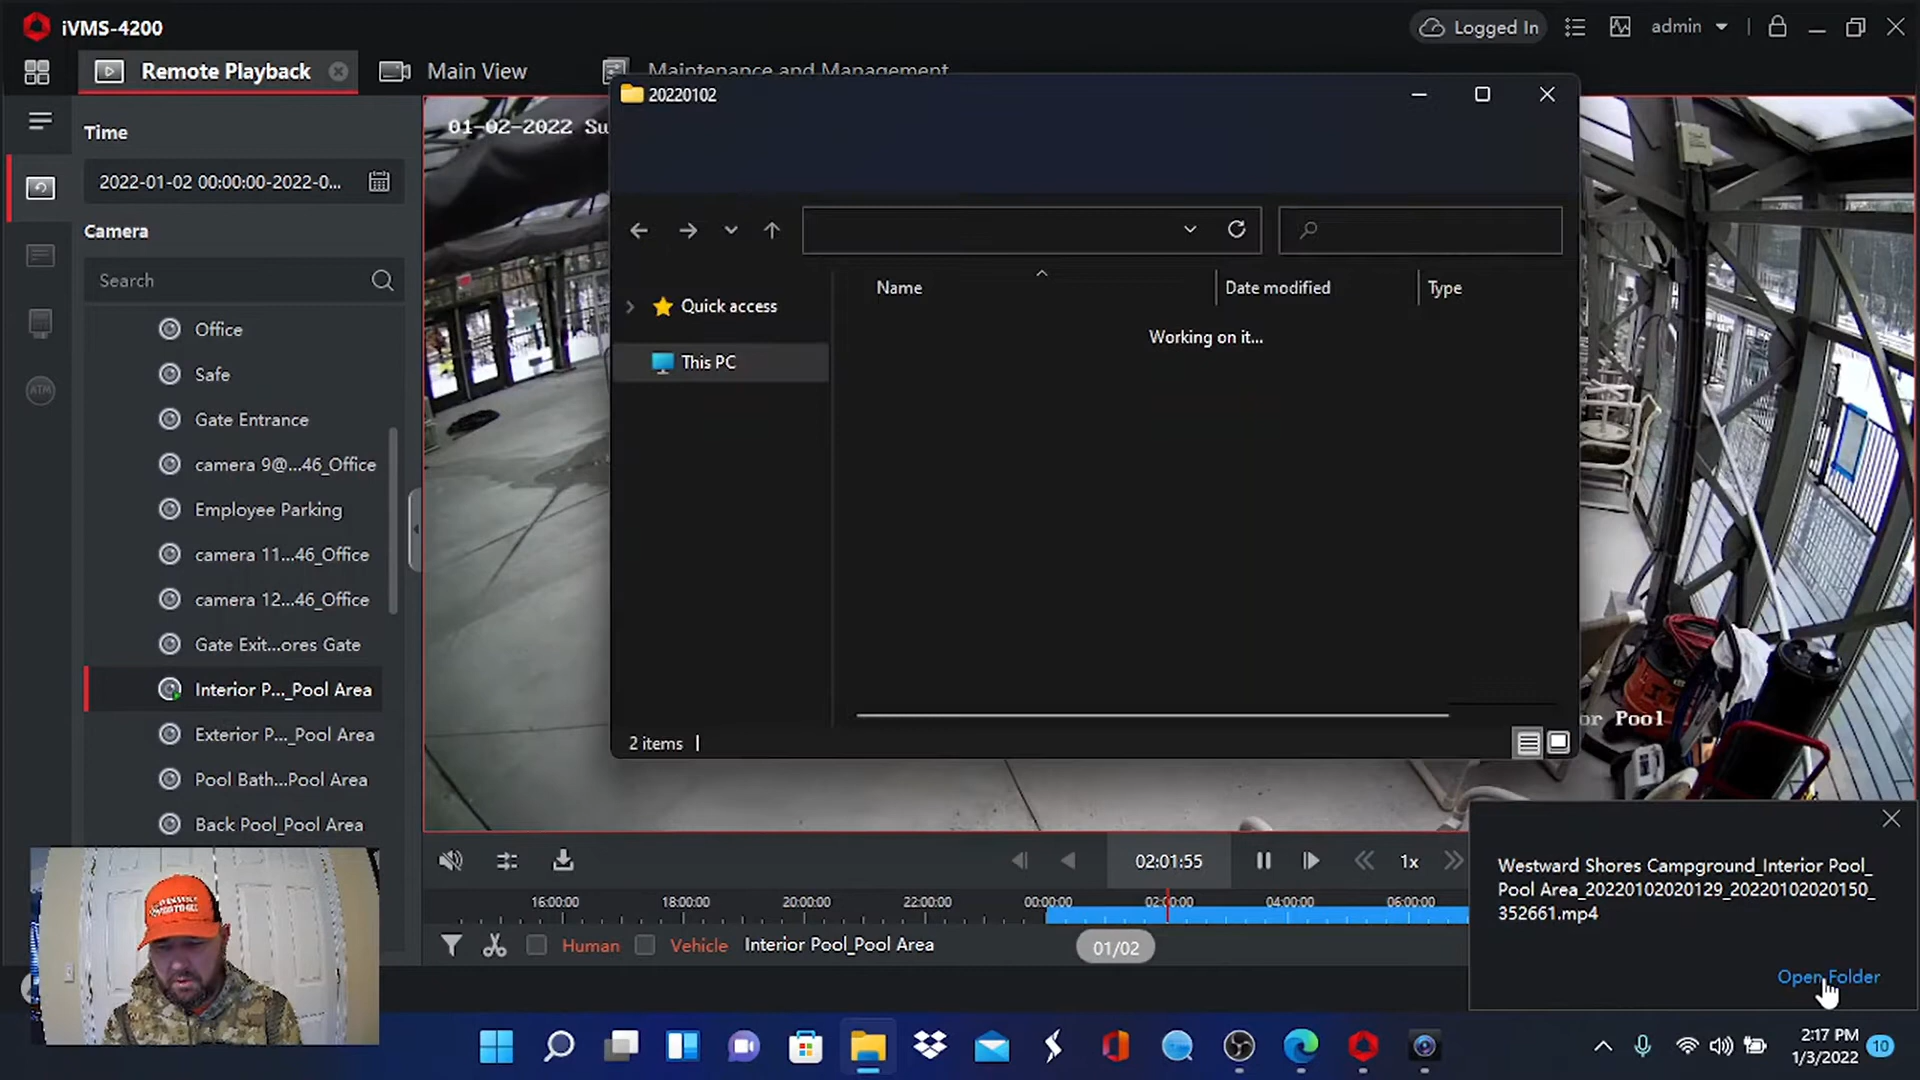 iVMS-4200
Logged In
admin
Remote Playback
Main View
Maintenance and Management
Time
2022-01-02 00:00:00-2022-0...
Camera
Search
Office
Safe
Gate Entrance
camera 9@...46_Office
Employee Parking
camera 11...46_Office
camera 12...46_Office
Gate Exit...ores Gate
Interior P..._Pool Area
Exterior P..._Pool Area
Pool Bath...Pool Area
Back Pool_Pool Area
ATM
01-02-2022 Su
20220102
Name
Date modified
Type
Quick access
This PC
Working on it...
2 items
or Pool
Westward Shores Campground_Interior Pool_
Pool Area_20220102020129_20220102020150_
352661.mp4
Open Folder
02:01:55
1x
16:00:00
18:00:00
20:00:00
22:00:00
00:00:00
02:00:00
04:00:00
06:00:00
Human
Vehicle
Interior Pool_Pool Area
01/02
2:17 PM
1/3/2022
10